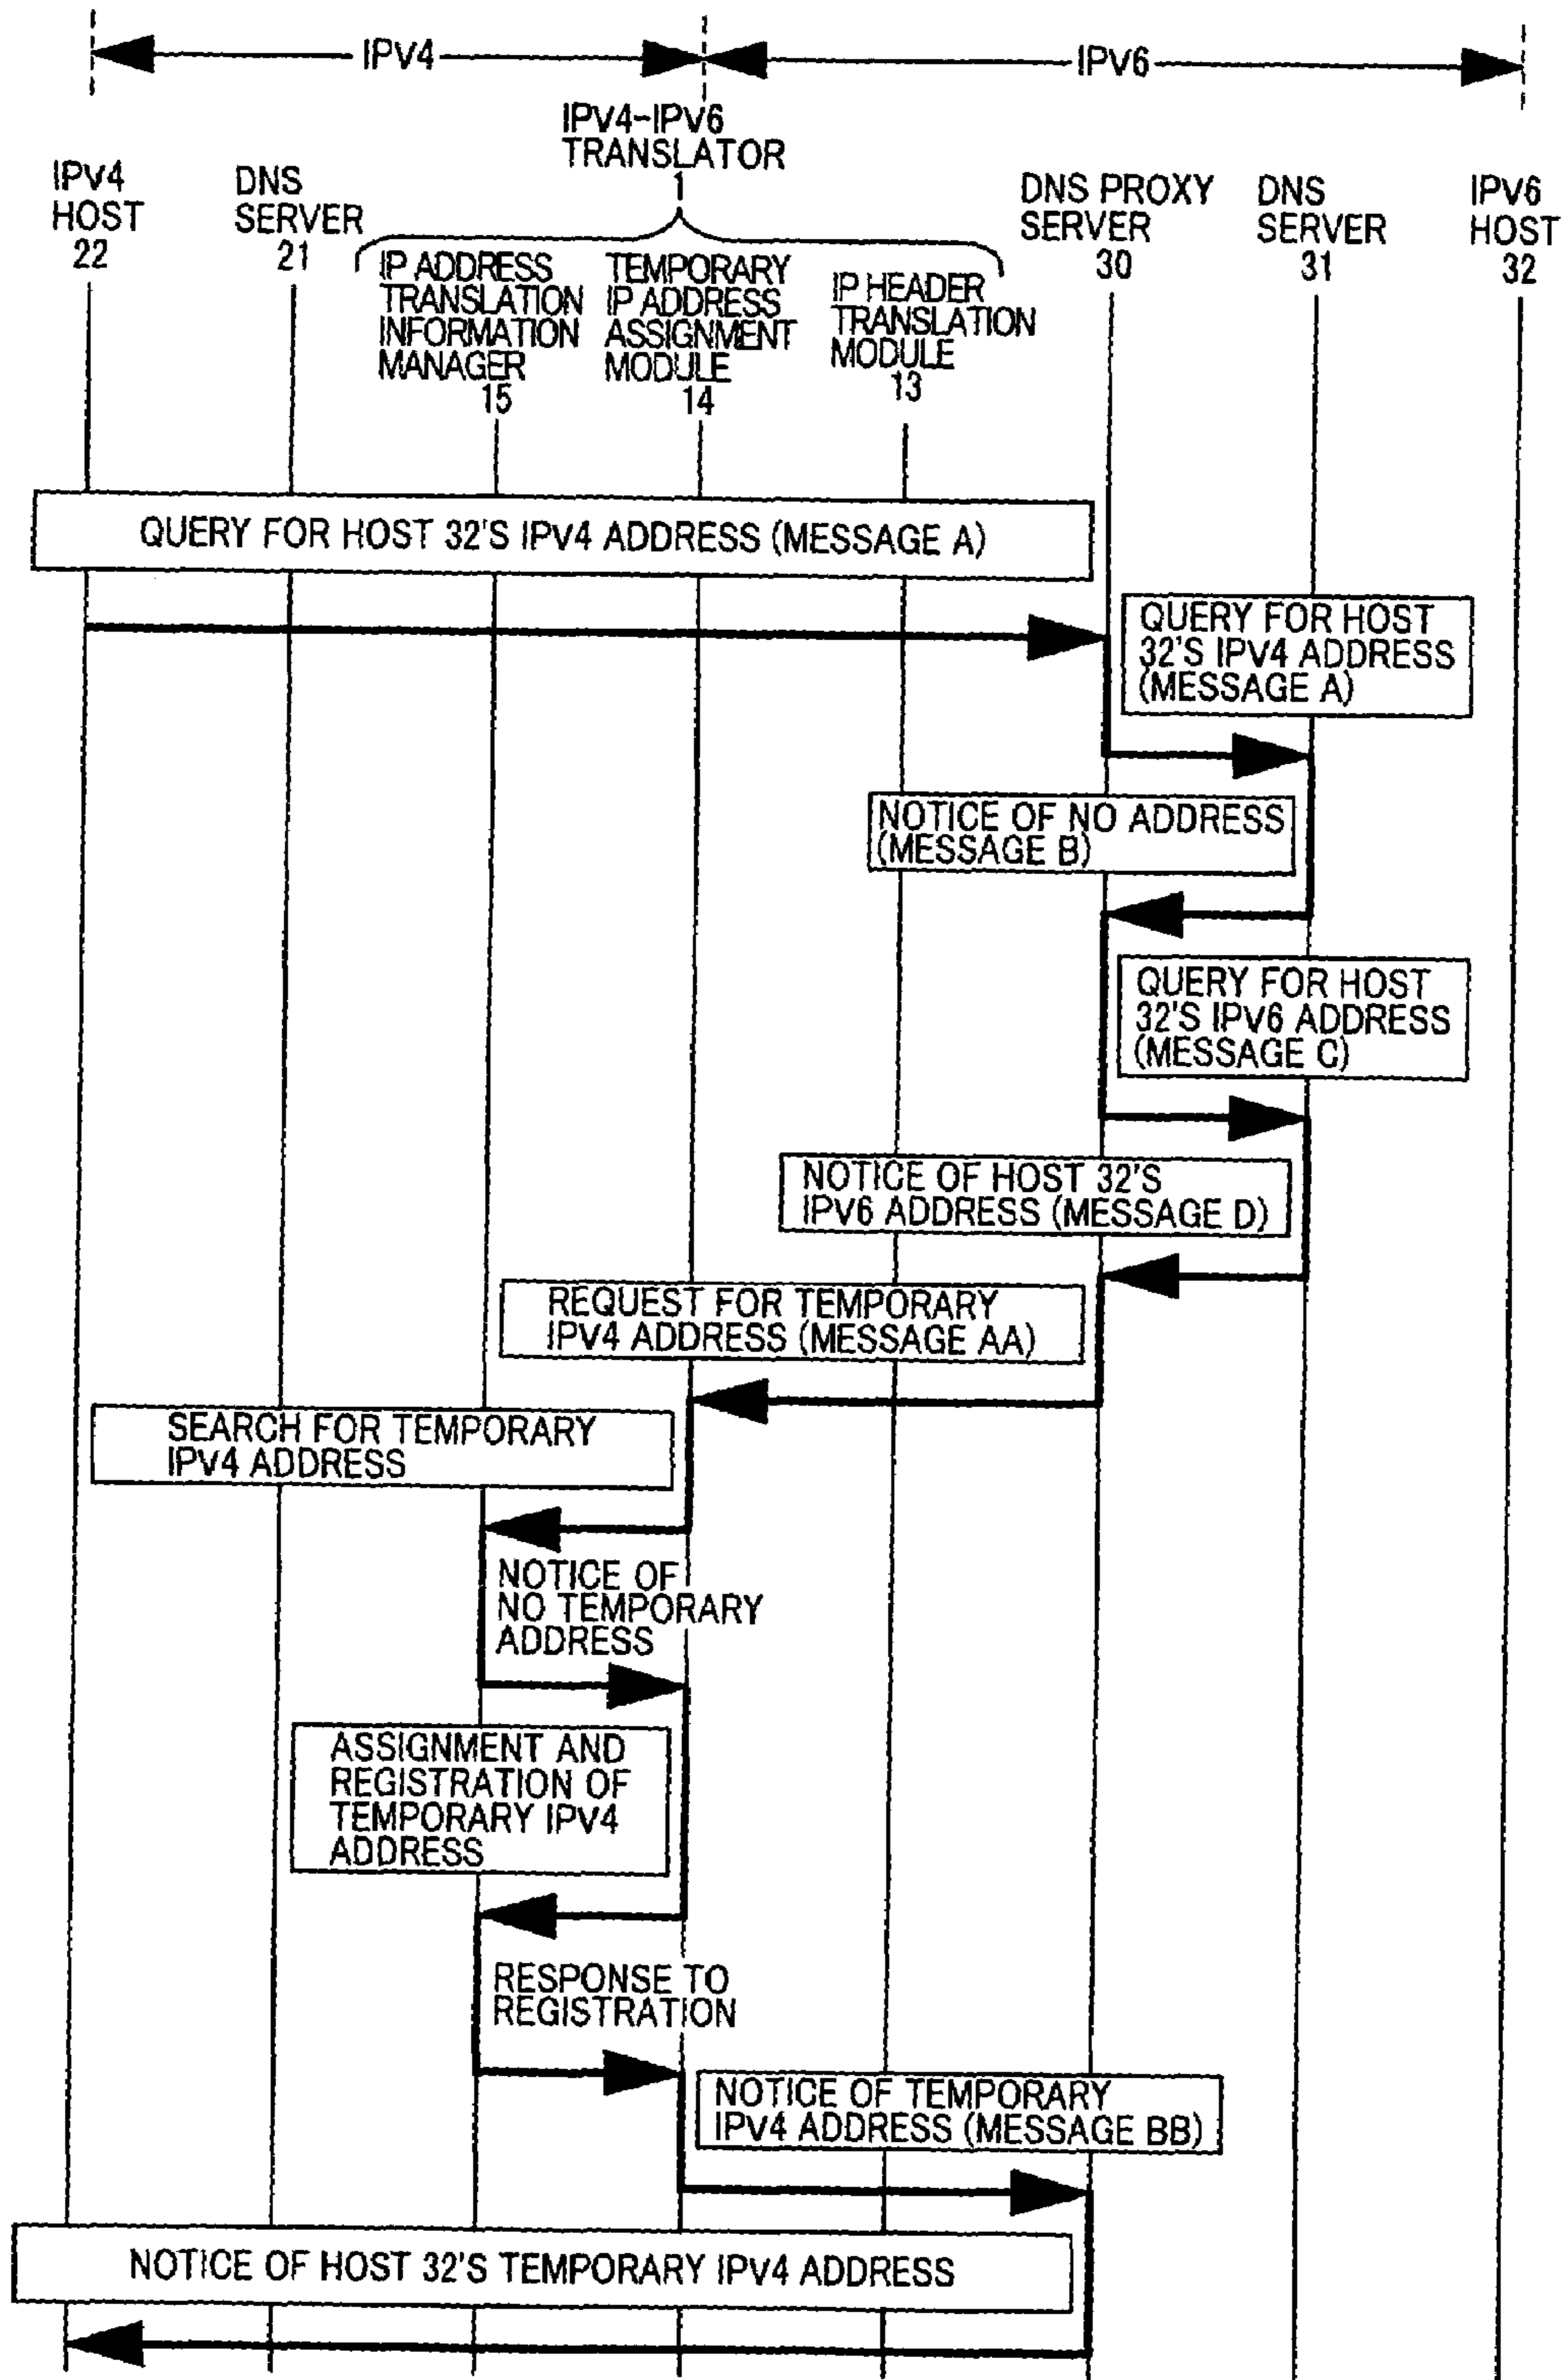 IPV4
IPV6
IPV4-IPV6
TRANSLATOR
1
IPV4
HOST
22
DNS
SERVER
21
IP ADDRESS
TRANSLATION
INFORMATION
MANAGER
15
TEMPORARY
IP ADDRESS
ASSIGNMENT
MODULE
14
IP HEADER
TRANSLATION
MODULE
13
DNS PROXY
SERVER
30
DNS
SERVER
31
IPV6
HOST
32
QUERY FOR HOST 32'S IPV4 ADDRESS (MESSAGE A)
QUERY FOR HOST
32'S IPV4 ADDRESS
(MESSAGE A)
NOTICE OF NO ADDRESS
(MESSAGE B)
QUERY FOR HOST
32'S IPV6 ADDRESS
(MESSAGE C)
NOTICE OF HOST 32'S
IPV6 ADDRESS (MESSAGE D)
REQUEST FOR TEMPORARY
IPV4 ADDRESS (MESSAGE AA)
SEARCH FOR TEMPORARY
IPV4 ADDRESS
NOTICE OF
NO TEMPORARY
ADDRESS
ASSIGNMENT AND
REGISTRATION OF
TEMPORARY IPV4
ADDRESS
RESPONSE TO
REGISTRATION
NOTICE OF TEMPORARY
IPV4 ADDRESS (MESSAGE BB)
NOTICE OF HOST 32'S TEMPORARY IPV4 ADDRESS